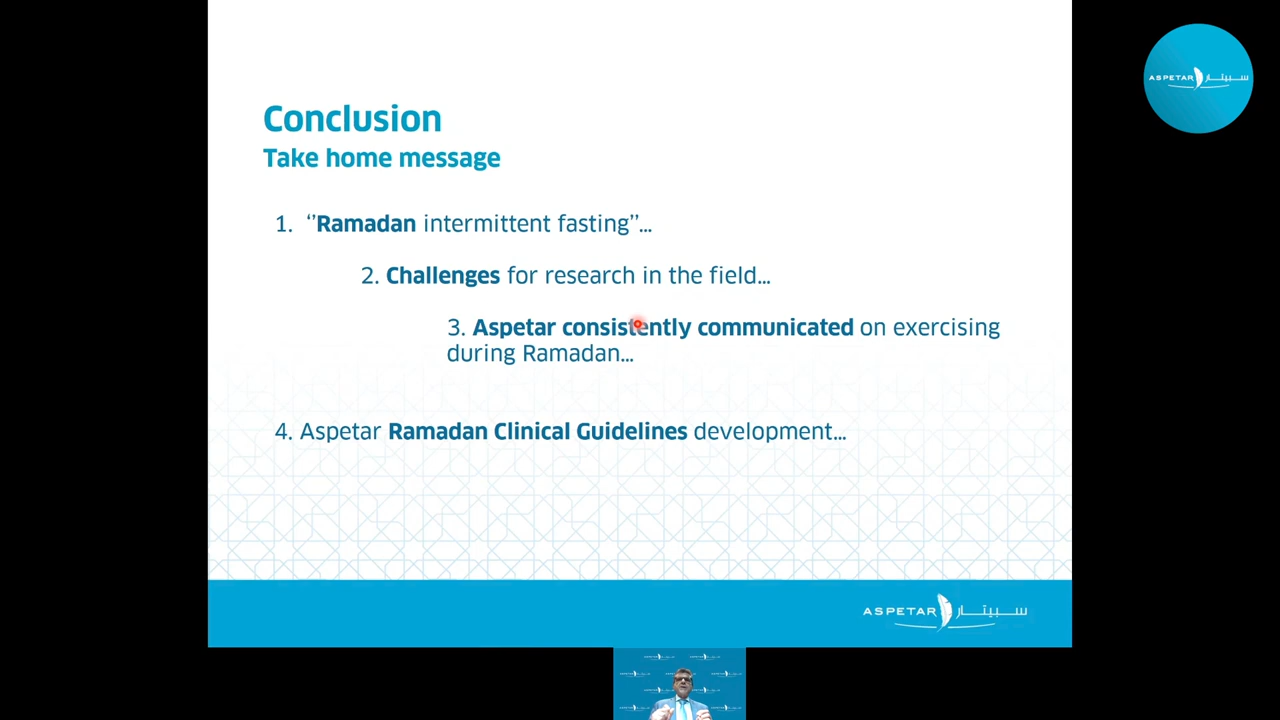 ASPETAR سبيتار
Conclusion
Take home message
1. ‘’Ramadan intermittent fasting’’...
2. Challenges for research in the field...
3. Aspetar consistently communicated on exercising
during Ramadan...
4. Aspetar Ramadan Clinical Guidelines development...
ASPETAR سبيتار